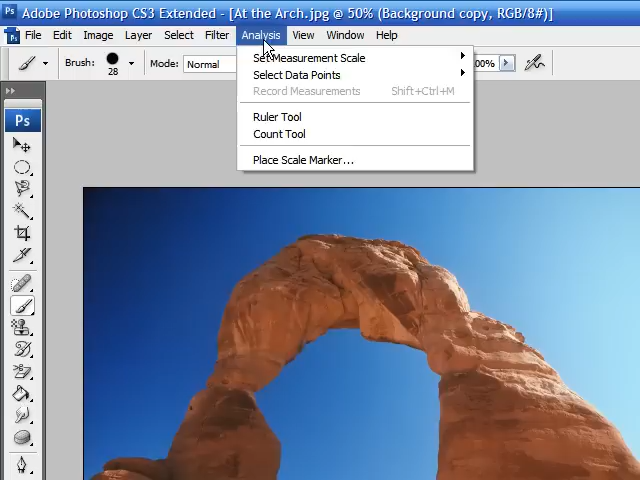 Ps Adobe Photoshop CS3 Extended - [At the Arch.jpg @ 50% (Background copy, RGB/8#)]
Ps File Edit Image Layer Select Filter Analysis View Window Help
Brush: 28 Mode: Normal 00%
Set Measurement Scale
Select Data Points
Record Measurements Shift+Ctrl+M
Ruler Tool
Count Tool
Place Scale Marker...
Ps